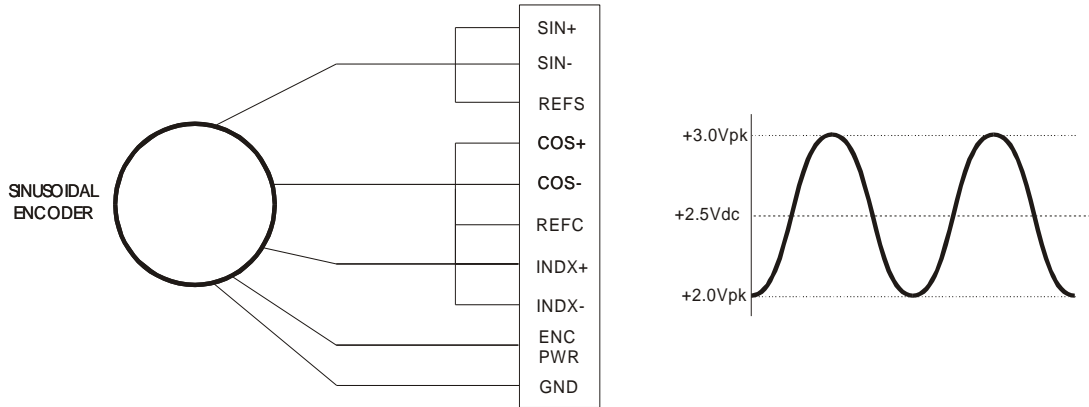 SINUSOIDAL
ENCODER
SIN+
SIN-
REFS
COS+
COS-
REFC
INDX+
INDX-
ENC
PWR
GND
+3.0Vpk
+2.5Vdc
+2.0Vpk